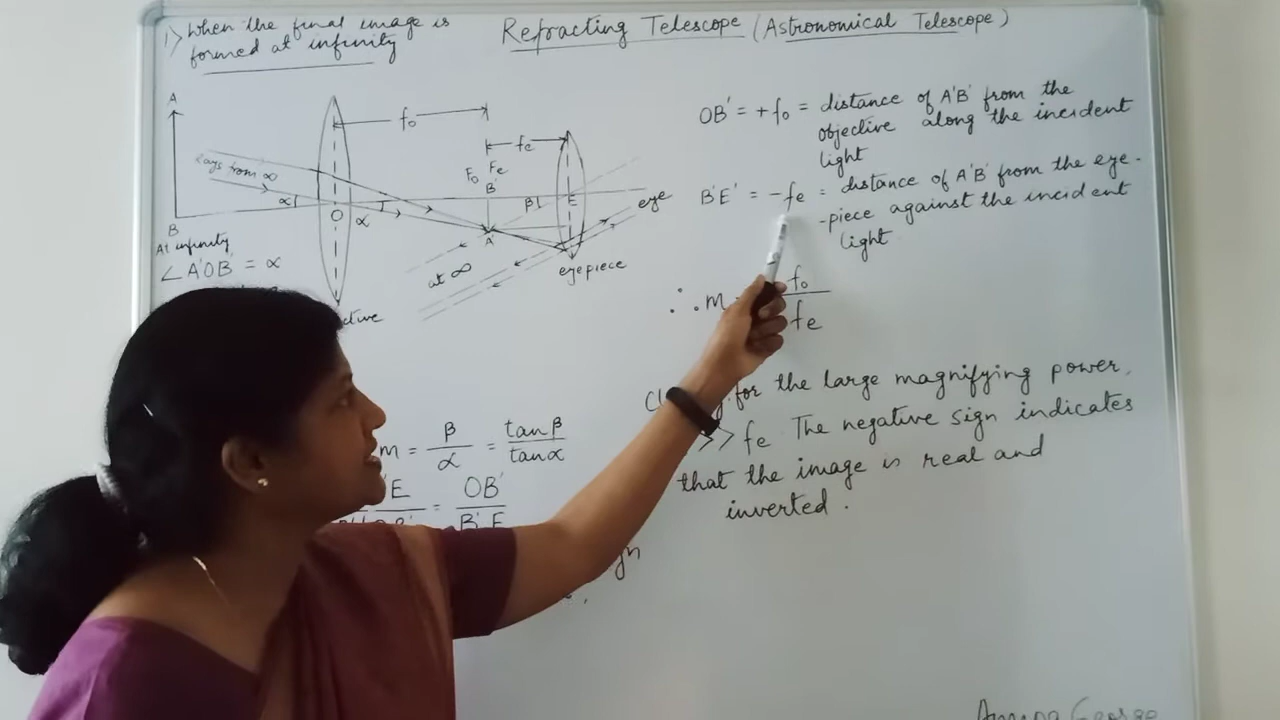 1) When the final image is
formed at infinity
Refracting Telescope (Astronomical Telescope)
A
fo
fe
Rays from ∞
Fo Fe
B'
α
O
α
β
E
eye
A'
B
At infinity
∠A'OB' = α
at ∞
eyepiece
OB' = +fo = distance of A'B' from the
objective along the incident
light
B'E' = -fe = distance of A'B' from the eye-
-piece against the incident
light
∴ m
fo
fe
for the large magnifying power,
>> fe The negative sign indicates
that the image is real and
inverted.
m = β/α = tanβ/tanα
= OB'/B'E